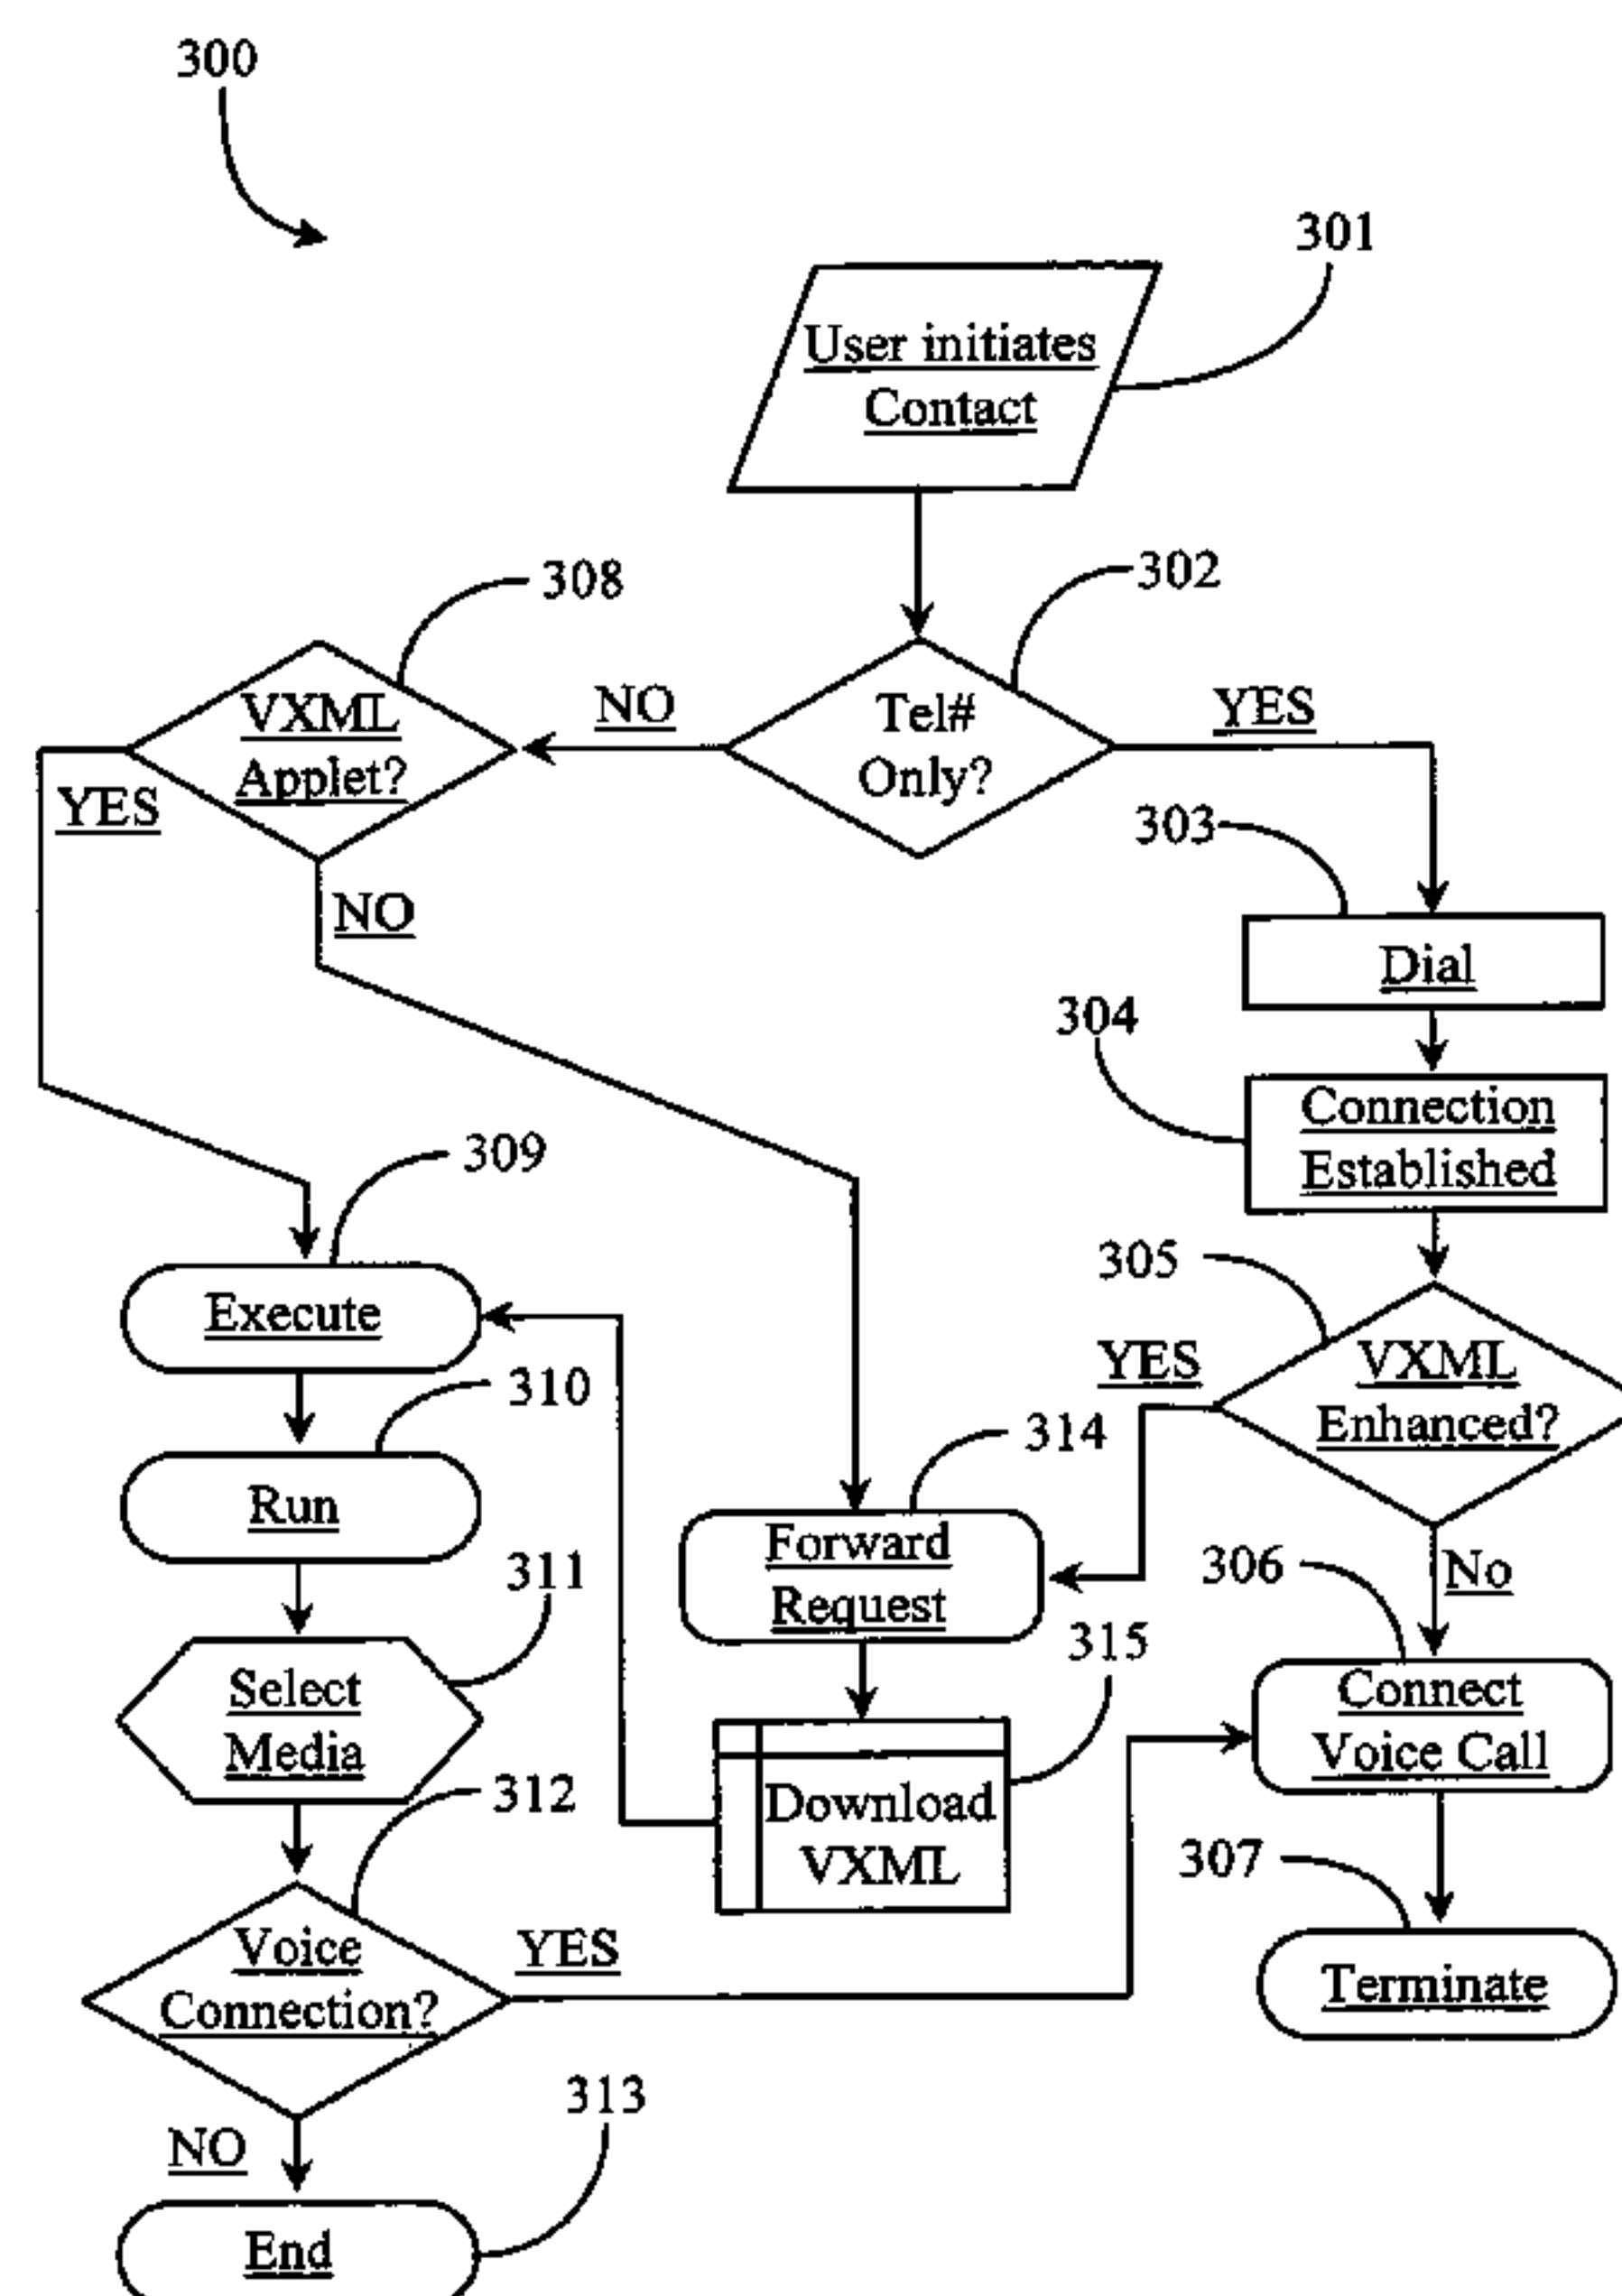 300
301
User initiates
Contact
308
302
VXML
Applet?
NO
Tel#
Only?
YES
YES
303
NO
Dial
304
Connection
Established
309
305
Execute
YES
VXML
Enhanced?
310
314
Run
Forward
Request
311
306
No
315
Select
Media
Connect
Voice Call
312
Download
VXML
307
Voice
Connection?
YES
Terminate
313
NO
End